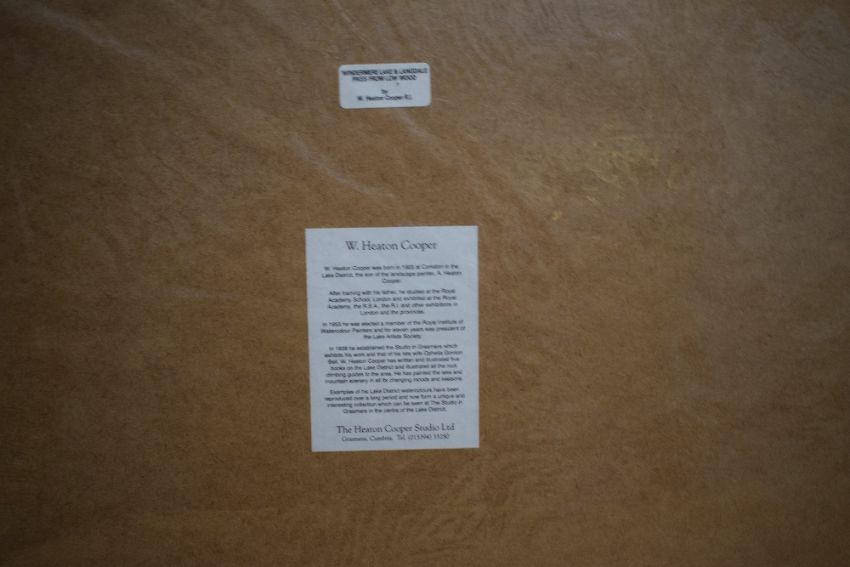 WINDERMERE LAKE & LANGDALE
PIKES FROM LOW WOOD
by
W. Heaton Cooper R.I.
W. Heaton Cooper
W. Heaton Cooper was born in 1903 at Coniston in the
Lake District, the son of the landscape painter, A. Heaton
Cooper.
After training with his father, he studied at the Royal
Academy School, London and exhibited at the Royal
Academy, the R.B.A., the R.I. and other exhibitions in
London and the provinces.
In 1953 he was elected a member of the Royal Institute of
Watercolour Painters and for eleven years was president of
the Lake Artists Society.
In 1938 he established the Studio in Grasmere which
exhibits his work and that of his late wife Ophelia Gordon
Bell. W. Heaton Cooper has written and illustrated five
books on the Lake District and illustrated all the rock
climbing guides to the area. He has painted the lake and
mountain scenery in all its changing moods and seasons.
Examples of his Lake District watercolours have been
reproduced over a long period and now form a unique and
interesting collection which can be seen at The Studio in
Grasmere in the centre of the Lake District.
The Heaton Cooper Studio Ltd
Grasmere, Cumbria. Tel. (015394) 35280